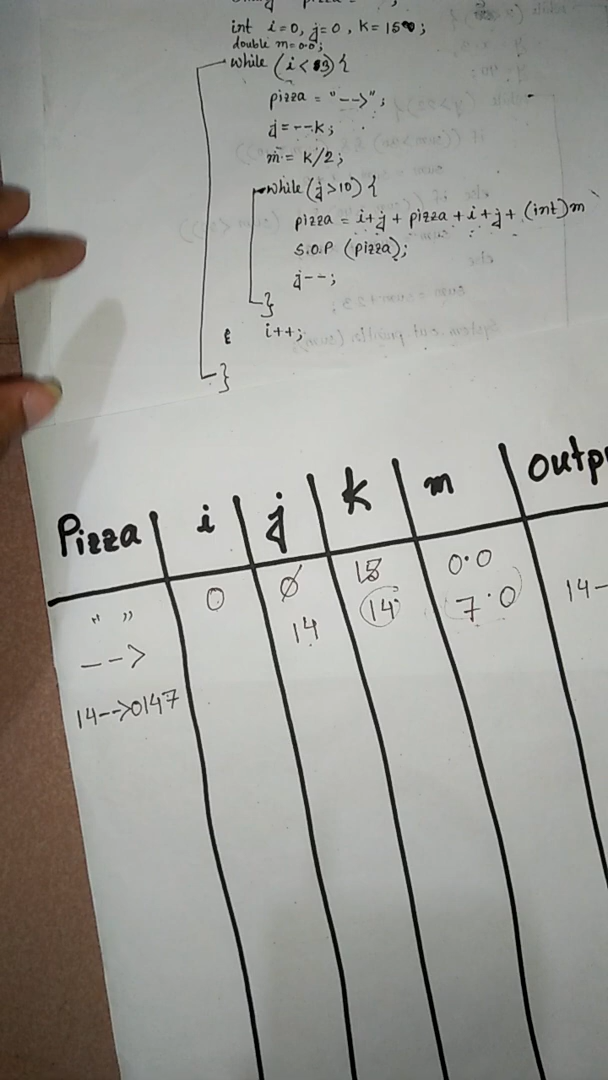 int i=0, j=0, k=15;
double m=0.0;
while (i<3) {
pizza = "-->";
j=--k;
m = k/2;
while (j>10) {
pizza = i+j + pizza + i + j + (int)m
S.O.P (pizza);
j--;
}
i++;
}
Pizza i j k m outp
" " 0 0 15 0.0
--> 14 14 7.0 14-
14-->0147